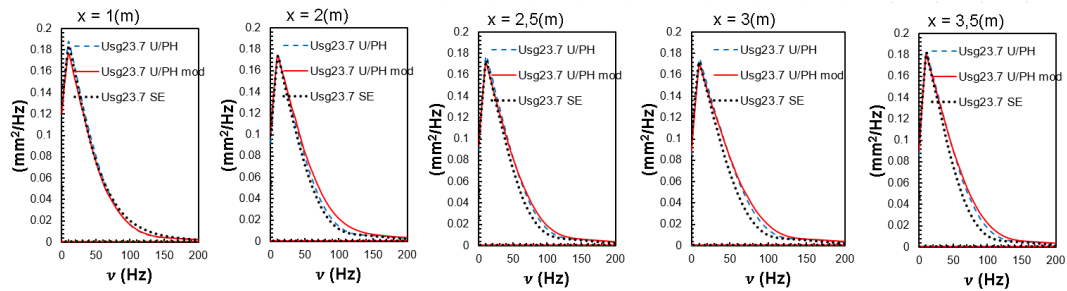 x = 1(m)
0.2
0.18
0.16
0.14
0.12
0.1
0.08
0.06
0.04
0.02
0
(mm²/Hz)
Usg23.7 U/PH
Usg23.7 U/PH mod
Usg23.7 SE
0 50 100 150 200
ν (Hz)
x = 2(m)
0.2
0.18
0.16
0.14
0.12
0.1
0.08
0.06
0.04
0.02
0
(mm²/Hz)
Usg23.7 U/PH
Usg23.7 U/PH mod
Usg23.7 SE
0 50 100 150 200
ν (Hz)
x = 2,5(m)
0.2
0.18
0.16
0.14
0.12
0.1
0.08
0.06
0.04
0.02
0
(mm²/Hz)
Usg23.7 U/PH
Usg23.7 U/PH mod
Usg23.7 SE
0 50 100 150 200
ν (Hz)
x = 3(m)
0.2
0.18
0.16
0.14
0.12
0.1
0.08
0.06
0.04
0.02
0
(mm²/Hz)
Usg23.7 U/PH
Usg23.7 U/PH mod
Usg23.7 SE
0 50 100 150 200
ν (Hz)
x = 3,5(m)
0.2
0.18
0.16
0.14
0.12
0.1
0.08
0.06
0.04
0.02
0
(mm²/Hz)
Usg23.7 U/PH
Usg23.7 U/PH mod
Usg23.7 SE
0 50 100 150 200
ν (Hz)